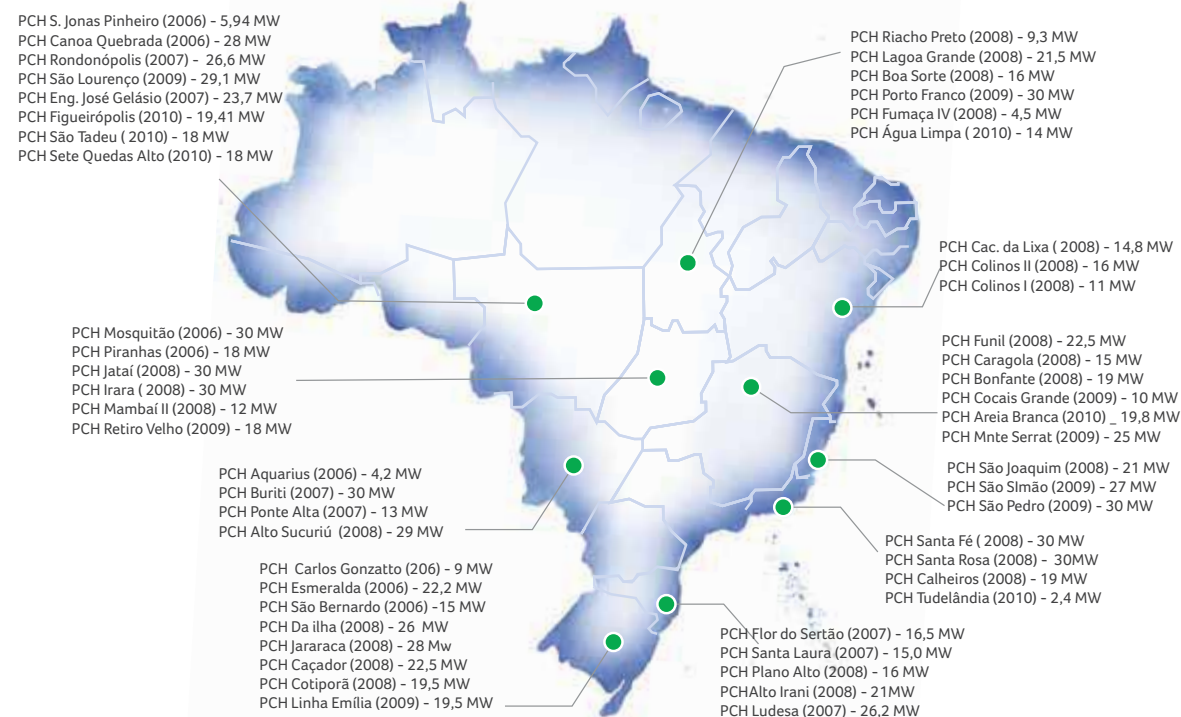 PCH S. Jonas Pinheiro (2006) - 5,94 MW
PCH Canoa Quebrada (2006) - 28 MW
PCH Rondonópolis (2007) - 26,6 MW
PCH São Lourenço (2009) - 29,1 MW
PCH Eng. José Gelásio (2007) - 23,7 MW
PCH Figueirópolis (2010) - 19,41 MW
PCH São Tadeu ( 2010) - 18 MW
PCH Sete Quedas Alto (2010) - 18 MW
PCH Riacho Preto (2008) - 9,3 MW
PCH Lagoa Grande (2008) - 21,5 MW
PCH Boa Sorte (2008) - 16 MW
PCH Porto Franco (2009) - 30 MW
PCH Fumaça IV (2008) - 4,5 MW
PCH Água Limpa ( 2010) - 14 MW
PCH Cac. da Lixa ( 2008) - 14,8 MW
PCH Colinos II (2008) - 16 MW
PCH Colinos I (2008) - 11 MW
PCH Mosquitão (2006) - 30 MW
PCH Piranhas (2006) - 18 MW
PCH Jataí (2008) - 30 MW
PCH Irara ( 2008) - 30 MW
PCH Mambaí II (2008) - 12 MW
PCH Retiro Velho (2009) - 18 MW
PCH Funil (2008) - 22,5 MW
PCH Caragola (2008) - 15 MW
PCH Bonfante (2008) - 19 MW
PCH Cocais Grande (2009) - 10 MW
PCH Areia Branca (2010) _ 19,8 MW
PCH Mnte Serrat (2009) - 25 MW
PCH São Joaquim (2008) - 21 MW
PCH São SImão (2009) - 27 MW
PCH São Pedro (2009) - 30 MW
PCH Aquarius (2006) - 4,2 MW
PCH Buriti (2007) - 30 MW
PCH Ponte Alta (2007) - 13 MW
PCH Alto Sucuriú (2008) - 29 MW
PCH Santa Fé ( 2008) - 30 MW
PCH Santa Rosa (2008) - 30MW
PCH Calheiros (2008) - 19 MW
PCH Tudelândia (2010) - 2,4 MW
PCH Carlos Gonzatto (206) - 9 MW
PCH Esmeralda (2006) - 22,2 MW
PCH São Bernardo (2006) -15 MW
PCH Da ilha (2008) - 26 MW
PCH Jararaca (2008) - 28 Mw
PCH Caçador (2008) - 22,5 MW
PCH Cotiporã (2008) - 19,5 MW
PCH Linha Emília (2009) - 19,5 MW
PCH Flor do Sertão (2007) - 16,5 MW
PCH Santa Laura (2007) - 15,0 MW
PCH Plano Alto (2008) - 16 MW
PCHAlto Irani (2008) - 21MW
PCH Ludesa (2007) - 26,2 MW